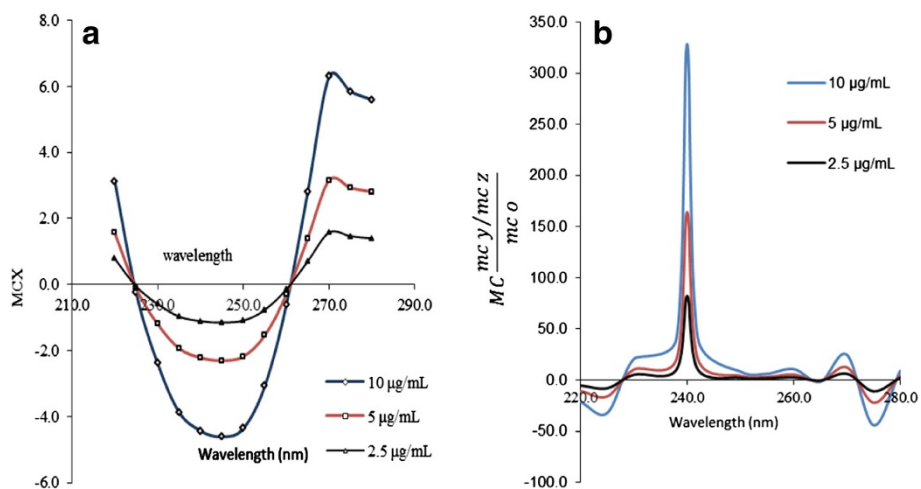 a
8.0
6.0
4.0
2.0
0.0
-2.0
-4.0
-6.0
MCX
wavelength
210.0 230.0 250.0 270.0 290.0
10 µg/mL
5 µg/mL
2.5 µg/mL
Wavelength (nm)
b
350.0
300.0
250.0
200.0
150.0
100.0
50.0
0.0
-50.0
-100.0
MC mc y/mc z
mc o
10 µg/mL
5 µg/mL
2.5 µg/mL
220.0 240.0 260.0 280.0
Wavelength (nm)